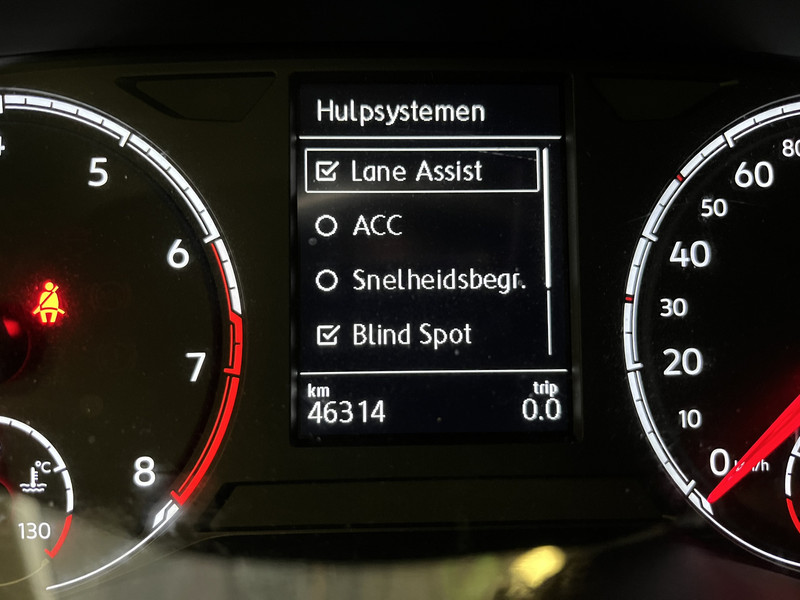 Hulpsystemen
Lane Assist
ACC
Snelheidsbegr.
Blind Spot
km
trip
46314
0.0
5
6
7
8
°C
130
80
60
50
40
30
20
10
0 km/h